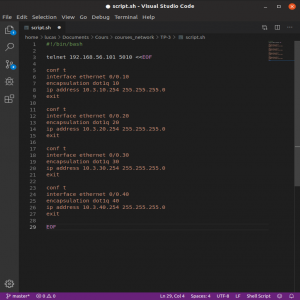 script.sh - Visual Studio Code
File Edit Selection View Go Debug Terminal Help
script.sh
home > lucas > Documents > Cours > courses_network > TP-3 > script.sh
1 #!/bin/bash
2
3 telnet 192.168.56.101 5010 <<EOF
4
5 conf t
6 interface ethernet 0/0.10
7 encapsulation dot1q 10
8 ip address 10.3.10.254 255.255.255.0
9 exit
10
11 conf t
12 interface ethernet 0/0.20
13 encapsulation dot1q 20
14 ip address 10.3.20.254 255.255.255.0
15 exit
16
17 conf t
18 interface ethernet 0/0.30
19 encapsulation dot1q 30
20 ip address 10.3.30.254 255.255.255.0
21 exit
22
23 conf t
24 interface ethernet 0/0.40
25 encapsulation dot1q 40
26 ip address 10.3.40.254 255.255.255.0
27 exit
28
29 EOF
master* 0 0 Ln 29, Col 4 Spaces: 4 UTF-8 LF Shell Script